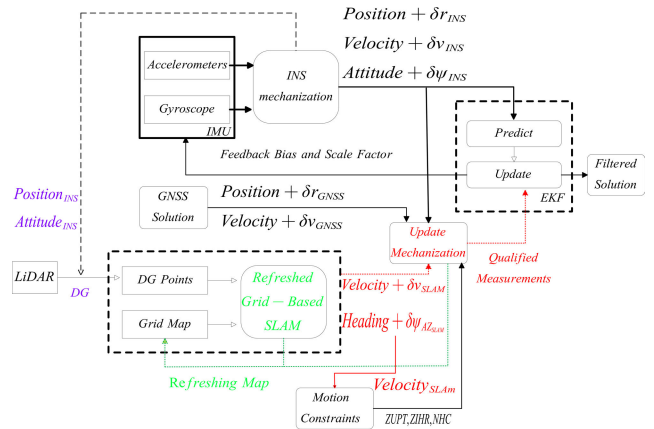 Position + δr_INS
Velocity + δv_INS
Attitude + δψ_INS
Accelerometers
Gyroscope
IMU
INS
mechanization
Predict
Update
EKF
Filtered
Solution
Feedback Bias and Scale Factor
Position_INS
Attitude_INS
GNSS
Solution
Position + δr_GNSS
Velocity + δv_GNSS
Update
Mechanization
Qualified
Measurements
LiDAR
DG
DG Points
Grid Map
Refreshed
Grid−Based
SLAM
Velocity + δv_SLAM
Heading + δψ_AZ_SLAM
Refreshing Map
Velocity_SLAm
Motion
Constraints
ZUPT,ZIHR,NHC